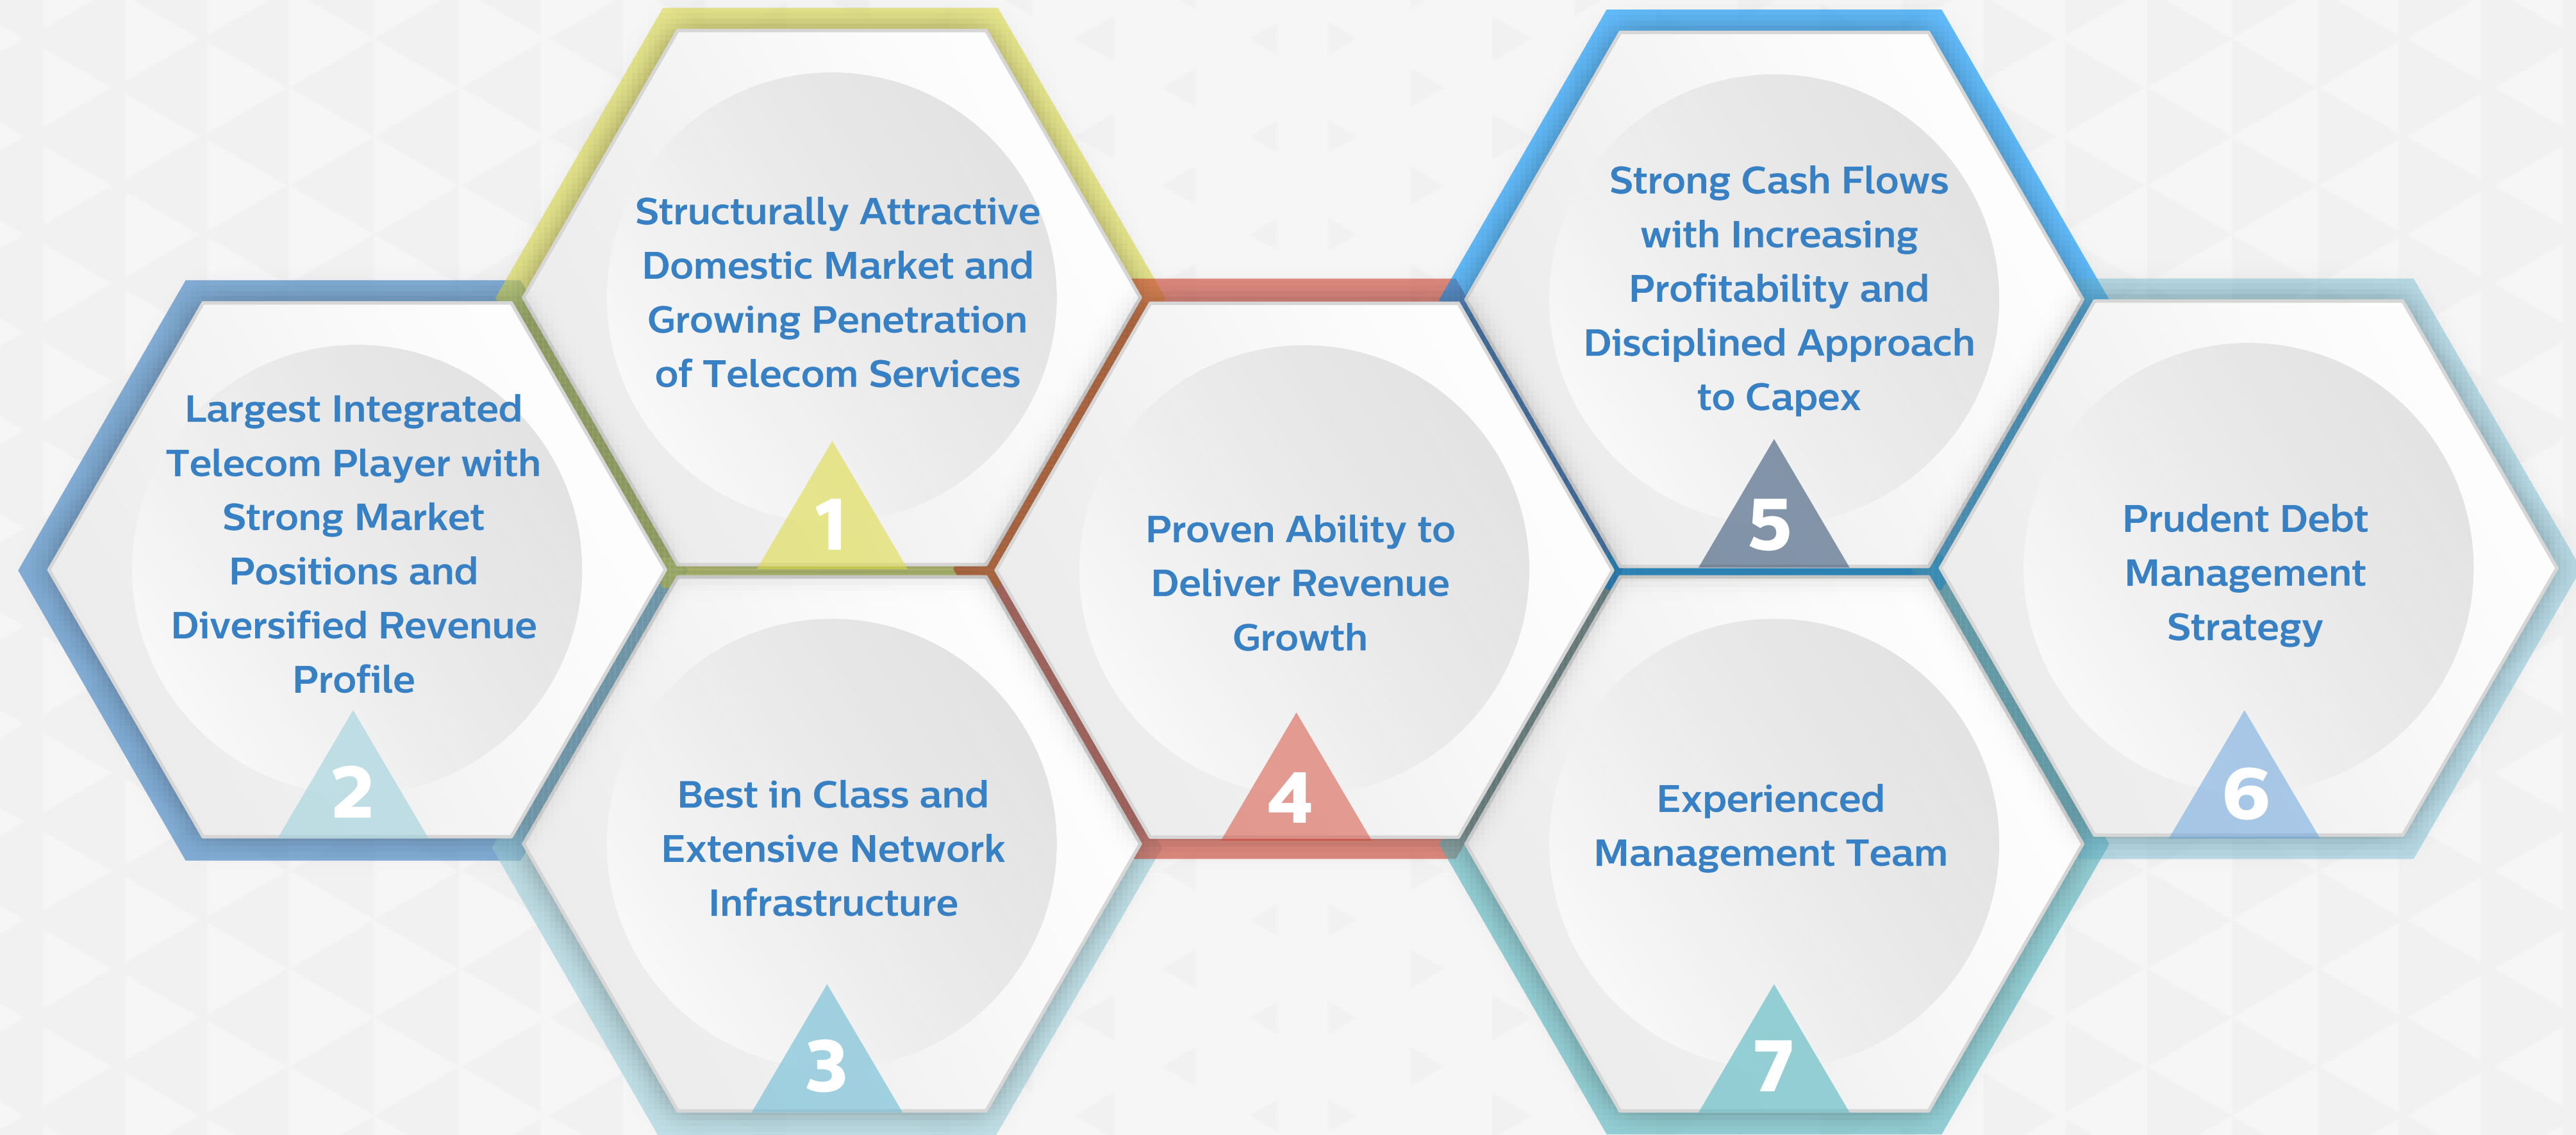 Structurally Attractive
Domestic Market and
Growing Penetration
of Telecom Services
1
Largest Integrated
Telecom Player with
Strong Market
Positions and
Diversified Revenue
Profile
2
Best in Class and
Extensive Network
Infrastructure
3
Proven Ability to
Deliver Revenue
Growth
4
Strong Cash Flows
with Increasing
Profitability and
Disciplined Approach
to Capex
5
Prudent Debt
Management
Strategy
6
Experienced
Management Team
7